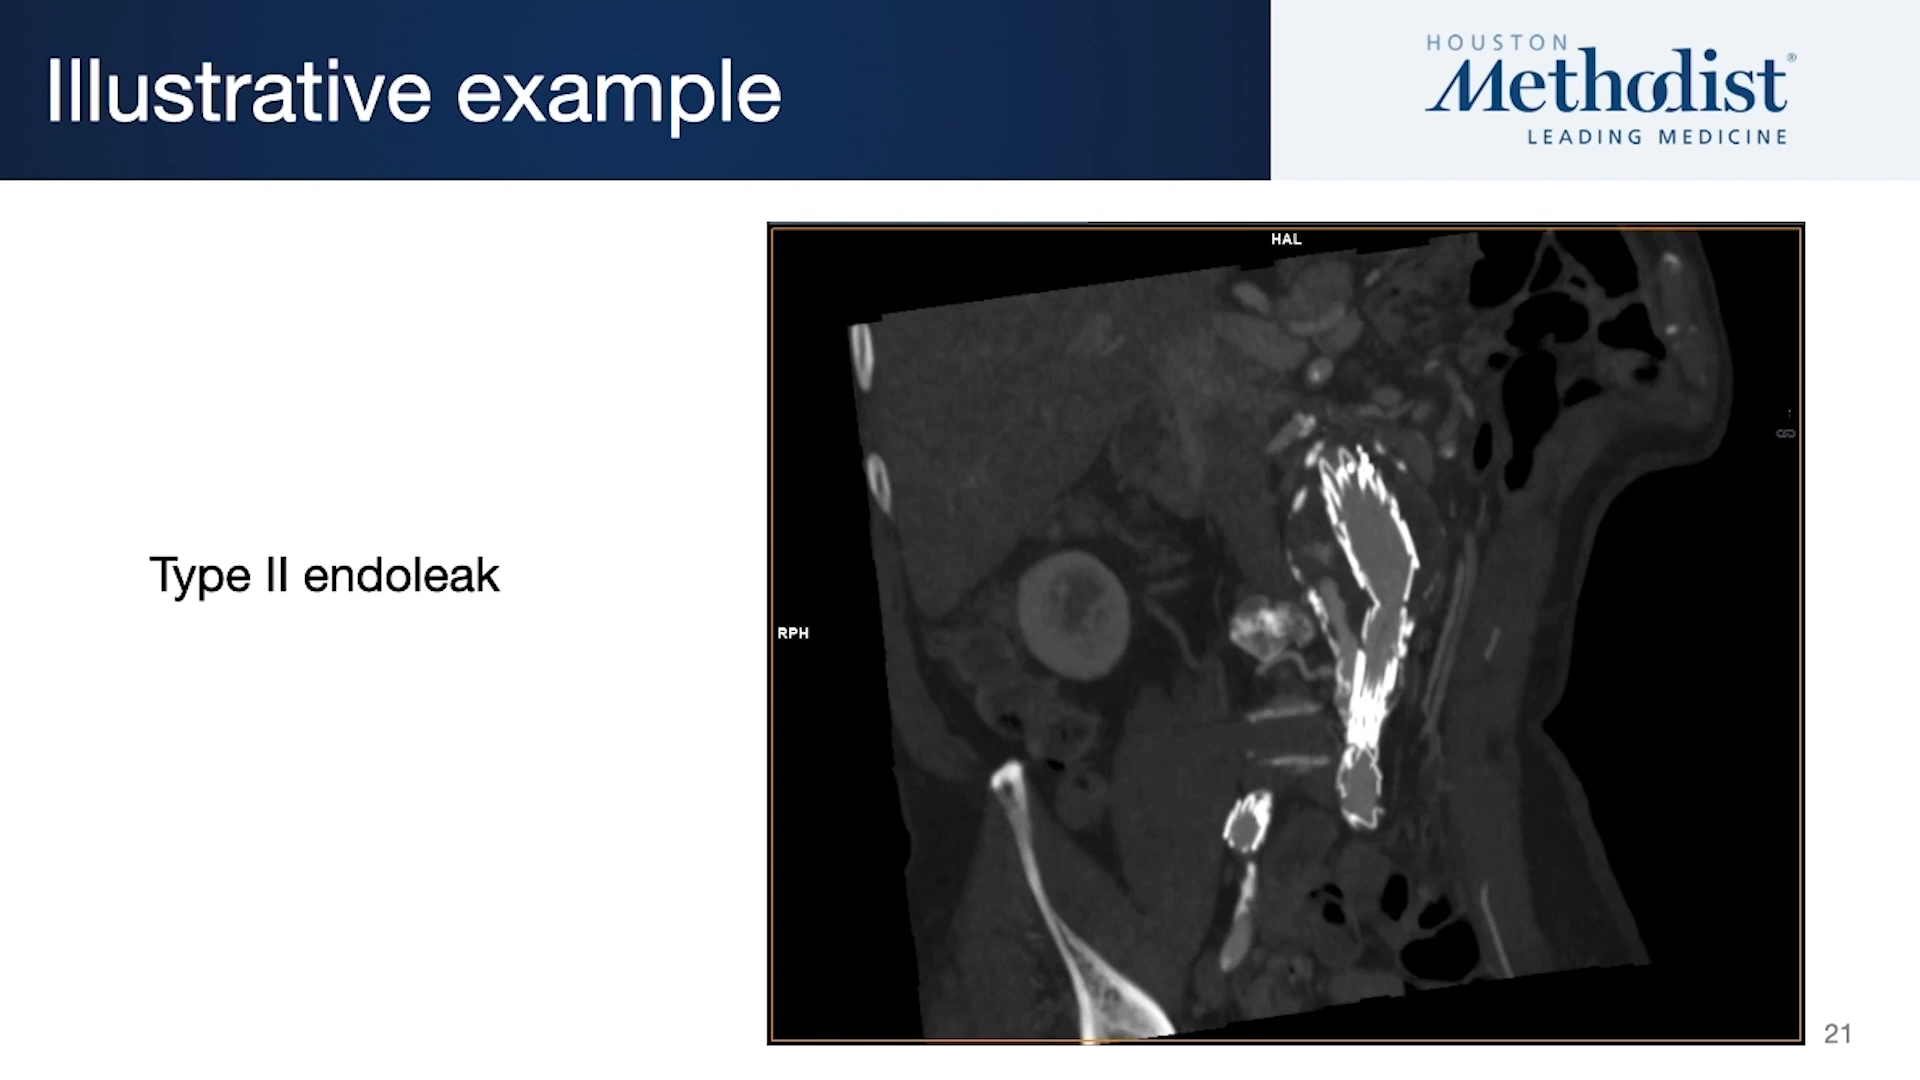 Illustrative example
HOUSTON
Methodist®
LEADING MEDICINE
HAL
Type II endoleak
RPH
21